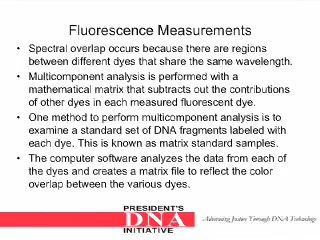 Fluorescence Measurements
• Spectral overlap occurs because there are regions
between different dyes that share the same wavelength.
• Multicomponent analysis is performed with a
mathematical matrix that subtracts out the contributions
of other dyes in each measured fluorescent dye.
• One method to perform multicomponent analysis is to
examine a standard set of DNA fragments labeled with
each dye. This is known as matrix standard samples.
• The computer software analyzes the data from each of
the dyes and creates a matrix file to reflect the color
overlap between the various dyes.
PRESIDENT'S
DNA
INITIATIVE
Advancing Justice Through DNA Technology